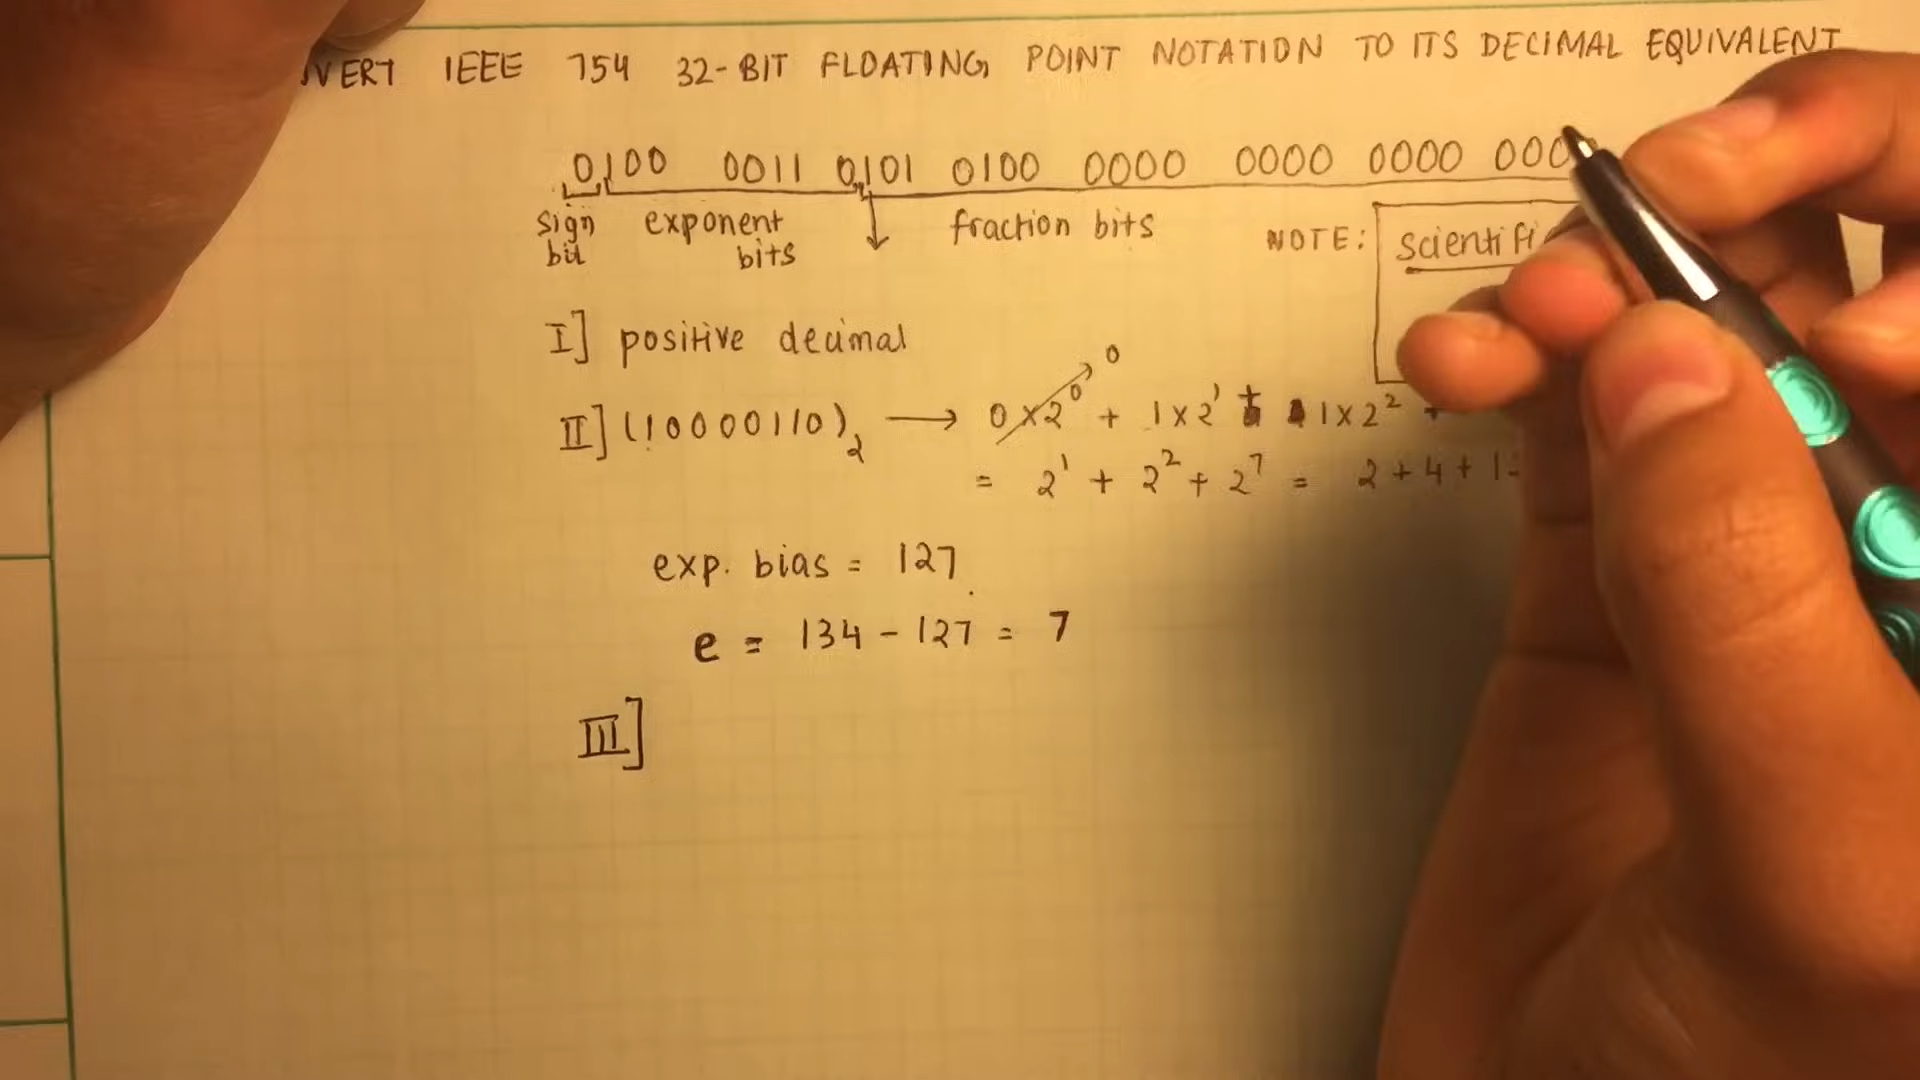 IEEE 754 32-BIT FLOATING POINT NOTATION TO ITS DECIMAL EQUIVALENT
0100 0011 0101 0100 0000 0000 0000 000
sign bit exponent bits fraction bits NOTE:
I] positive decimal
II] (10000110)2 → 0×2⁰ 0 + 1×2¹ + 1×2²
= 2¹ + 2² + 2⁷ = 2 + 4 +
exp. bias = 127
e = 134 - 127 = 7
III]